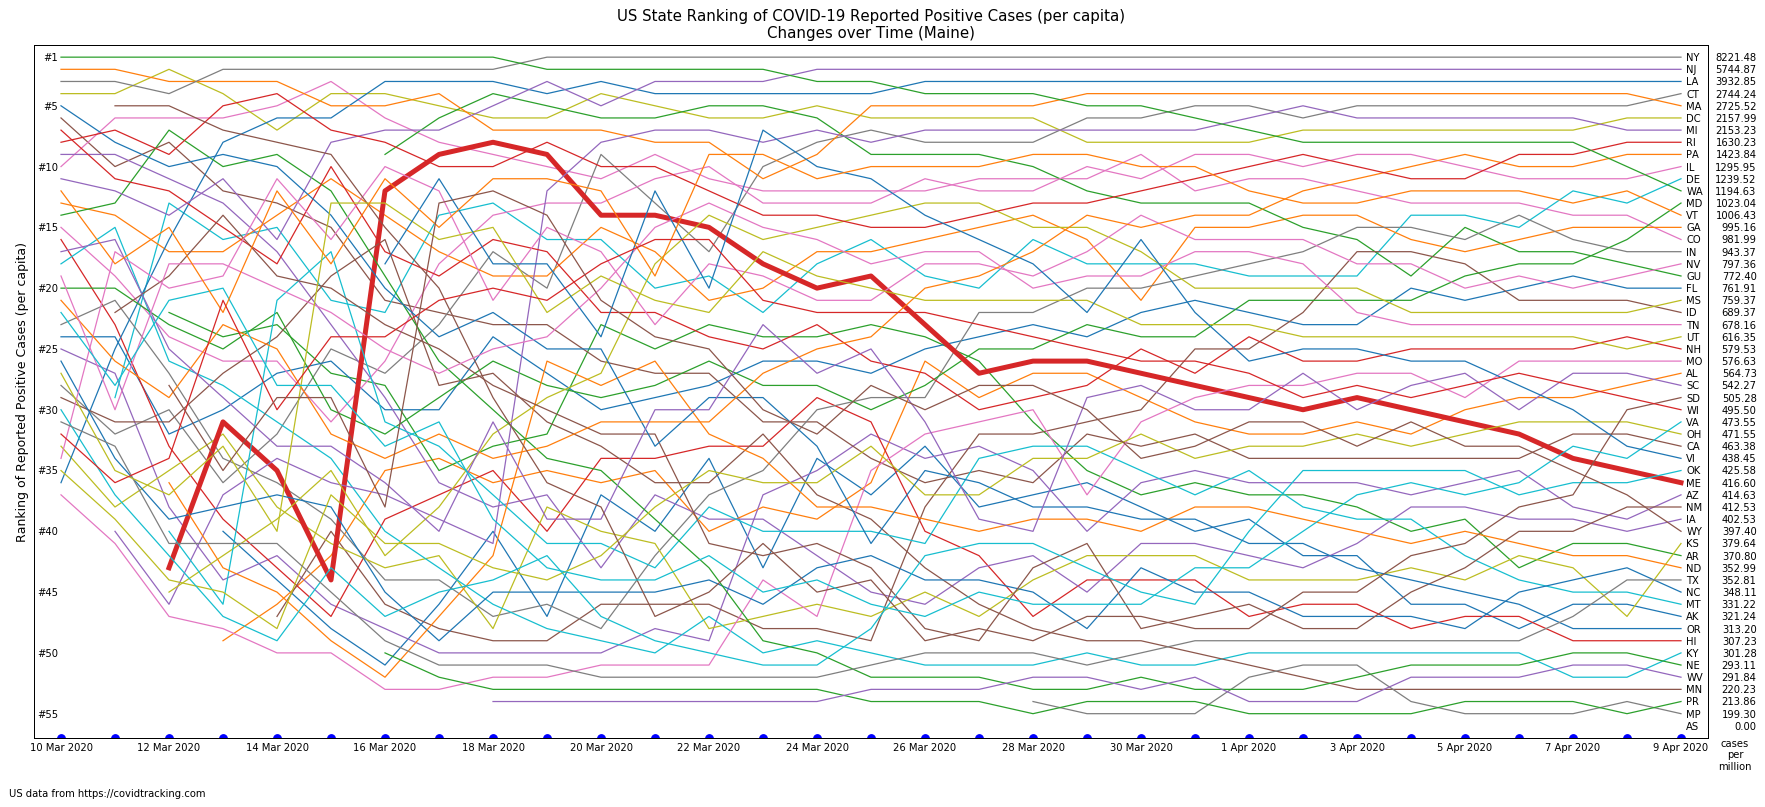 US State Ranking of COVID-19 Reported Positive Cases (per capita)
Changes over Time (Maine)
Ranking of Reported Positive Cases (per capita)
#1
#5
#10
#15
#20
#25
#30
#35
#40
#45
#50
#55
NY 8221.48
NJ 5744.87
LA 3932.85
CT 2744.24
MA 2725.52
DC 2157.99
MI 2153.23
RI 1630.23
PA 1423.84
IL 1295.95
DE 1239.52
WA 1194.63
MD 1023.04
VT 1006.43
GA 995.16
CO 981.99
IN 943.37
NV 797.36
GU 772.40
FL 761.91
MS 759.37
ID 689.37
TN 678.16
UT 616.35
NH 579.53
MO 576.63
AL 564.73
SC 542.27
SD 505.28
WI 495.50
VA 473.55
OH 471.55
CA 463.38
VI 438.45
OK 425.58
ME 416.60
AZ 414.63
NM 412.53
IA 402.53
WY 397.40
KS 379.64
AR 370.80
ND 352.99
TX 352.81
NC 348.11
MT 331.22
AK 321.24
OR 313.20
HI 307.23
KY 301.28
NE 293.11
WV 291.84
MN 220.23
PR 213.86
MP 199.30
AS 0.00
10 Mar 2020
12 Mar 2020
14 Mar 2020
16 Mar 2020
18 Mar 2020
20 Mar 2020
22 Mar 2020
24 Mar 2020
26 Mar 2020
28 Mar 2020
30 Mar 2020
1 Apr 2020
3 Apr 2020
5 Apr 2020
7 Apr 2020
9 Apr 2020
cases
per
million
US data from https://covidtracking.com